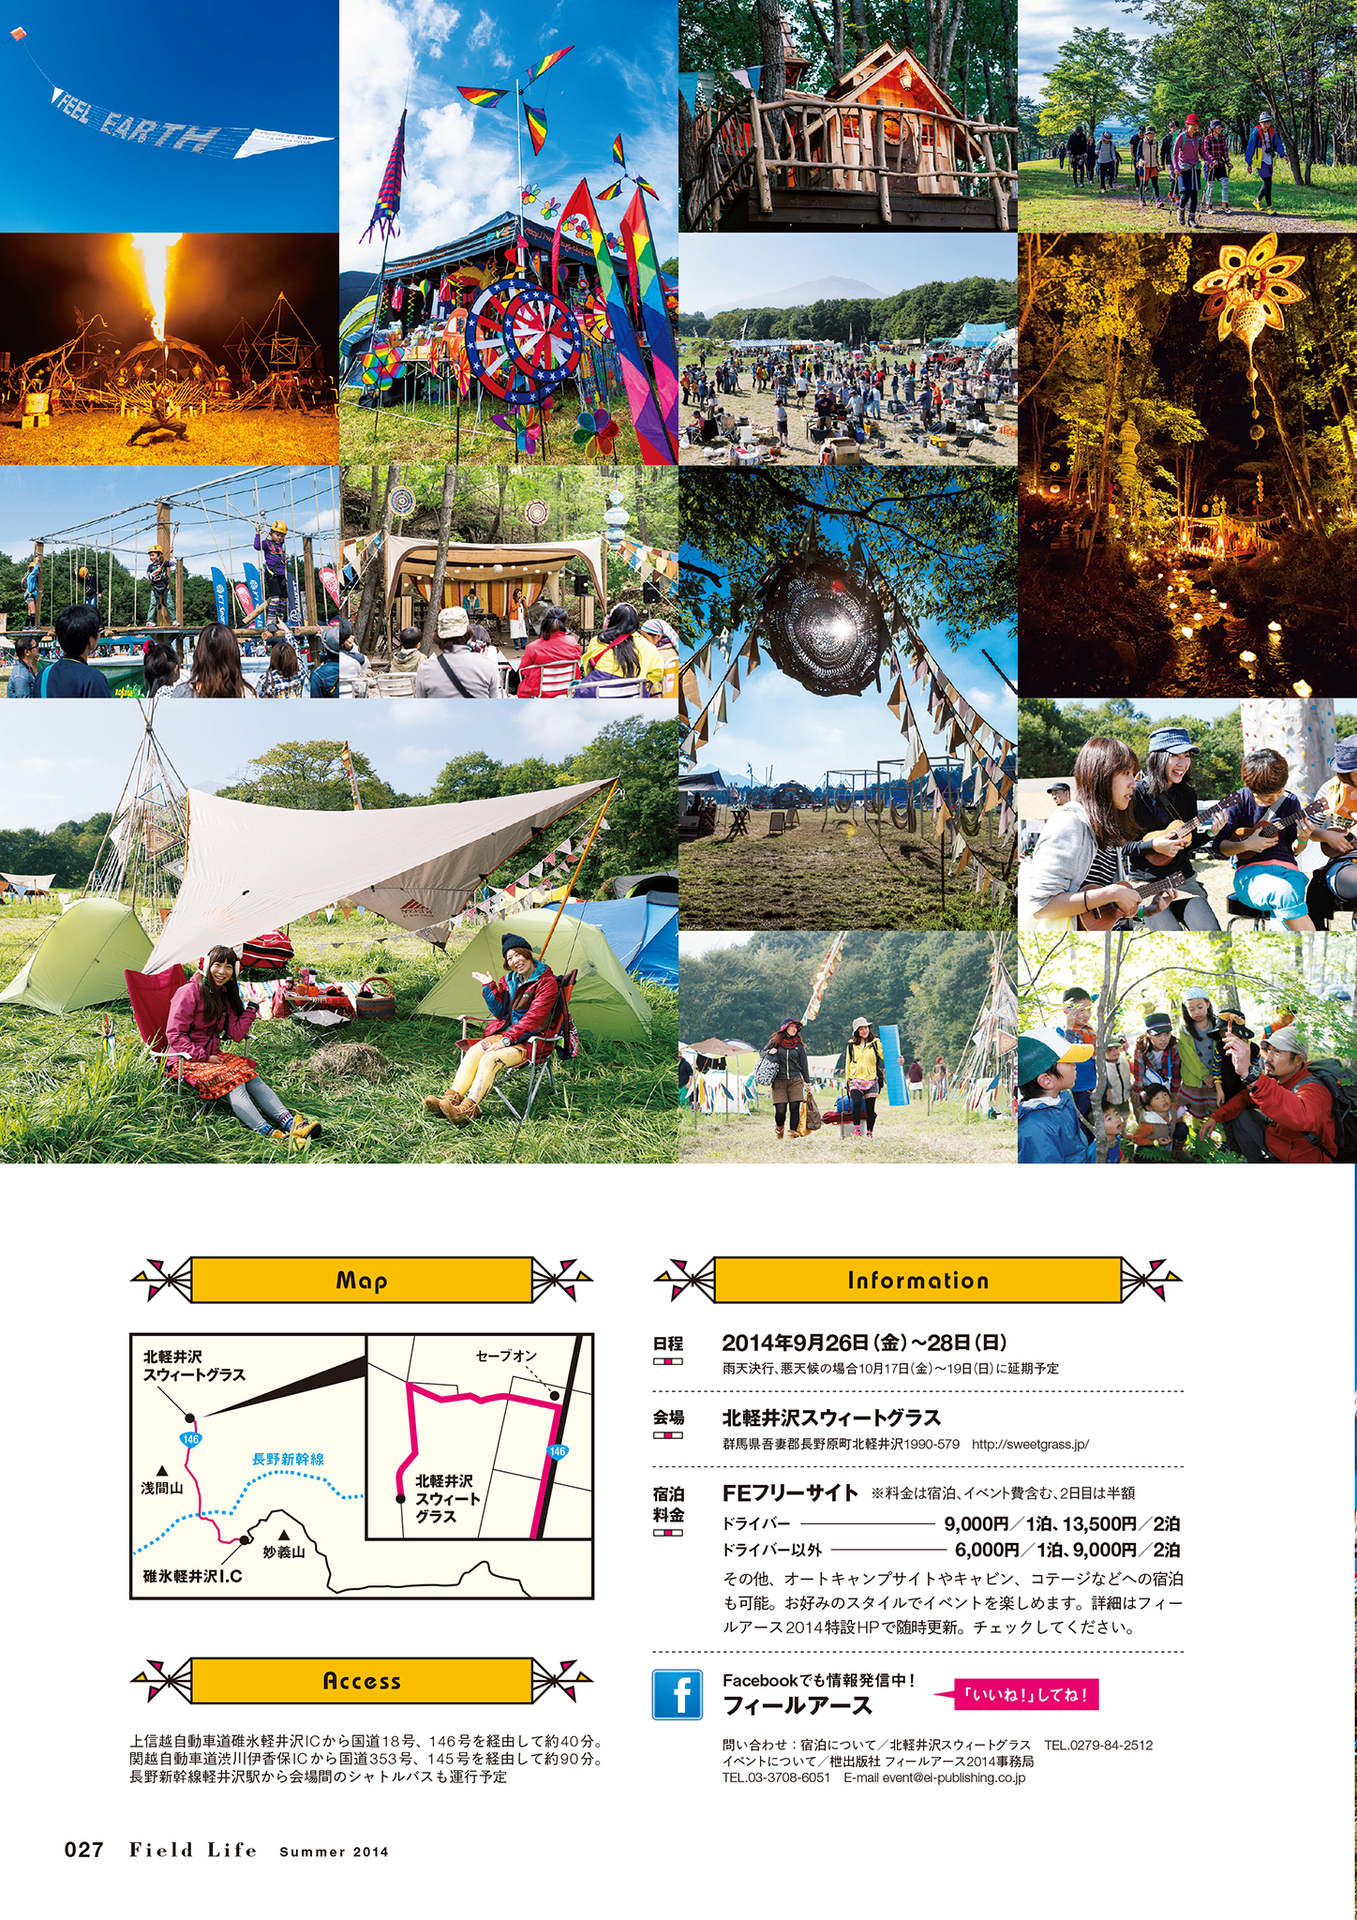 FEEL EARTH
Map
北軽井沢
スウィートグラス
146
長野新幹線
浅間山
妙義山
碓氷軽井沢I.C
セーブオン
146
北軽井沢
スウィート
グラス
Access
上信越自動車道碓氷軽井沢ICから国道18号、146号を経由して約40分。
関越自動車道渋川伊香保ICから国道353号、145号を経由して約90分。
長野新幹線軽井沢駅から会場間のシャトルバスも運行予定
Information
日程
2014年9月26日（金）〜28日（日）
雨天決行、悪天候の場合10月17日（金）〜19日（日）に延期予定
会場
北軽井沢スウィートグラス
群馬県吾妻郡長野原町北軽井沢1990-579　http://sweetgrass.jp/
宿泊
料金
FEフリーサイト　※料金は宿泊、イベント費含む、2日目は半額
ドライバー 9,000円／1泊、13,500円／2泊
ドライバー以外 6,000円／1泊、9,000円／2泊
その他、オートキャンプサイトやキャビン、コテージなどへの宿泊
も可能。お好みのスタイルでイベントを楽しめます。詳細はフィー
ルアース2014特設HPで随時更新。チェックしてください。
f
Facebookでも情報発信中！
フィールアース
「いいね！」してね！
問い合わせ：宿泊について／北軽井沢スウィートグラス　TEL.0279-84-2512
イベントについて／枻出版社 フィールアース2014事務局
TEL.03-3708-6051　E-mail event@ei-publishing.co.jp
027 Field Life Summer 2014